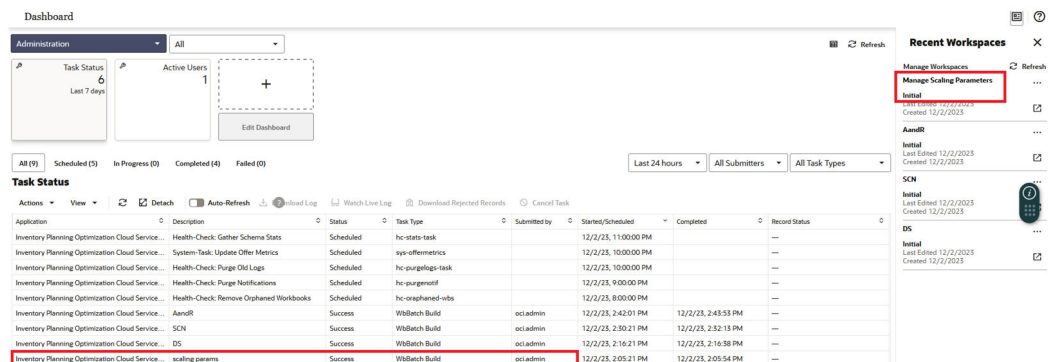 Dashboard
Administration
All
Refresh
Task Status
6
Last 7 days
Active Users
1
+
Edit Dashboard
All (9) Scheduled (5) In Progress (0) Completed (4) Failed (0)
Last 24 hours All Submitters All Task Types
Task Status
Actions View Detach Auto-Refresh Watch Live Log Download Rejected Records Cancel Task
Application Description Status Task Type Submitted by Started/Scheduled Completed Record Status
Inventory Planning Optimization Cloud Service... Health-Check: Gather Schema Stats Scheduled hc-stats-task 12/2/23, 11:00:00 PM —
Inventory Planning Optimization Cloud Service... System-Task: Update Offer Metrics Scheduled sys-offermetrics 12/2/23, 10:00:00 PM —
Inventory Planning Optimization Cloud Service... Health-Check: Purge Old Logs Scheduled hc-purgelogs-task 12/2/23, 10:00:00 PM —
Inventory Planning Optimization Cloud Service... Health-Check: Purge Notifications Scheduled hc-purgenotif 12/2/23, 9:00:00 PM —
Inventory Planning Optimization Cloud Service... Health-Check: Remove Orphaned Workbooks Scheduled hc-oraphaned-wbs 12/2/23, 8:00:00 PM —
Inventory Planning Optimization Cloud Service... AandR Success WbBatch Build oci.admin 12/2/23, 2:42:01 PM 12/2/23, 2:43:53 PM —
Inventory Planning Optimization Cloud Service... SCN Success WbBatch Build oci.admin 12/2/23, 2:30:21 PM 12/2/23, 2:32:13 PM —
Inventory Planning Optimization Cloud Service... DS Success WbBatch Build oci.admin 12/2/23, 2:16:21 PM 12/2/23, 2:16:38 PM —
Inventory Planning Optimization Cloud Service... scaling params Success WbBatch Build oci.admin 12/2/23, 2:05:21 PM 12/2/23, 2:05:54 PM —
Recent Workspaces
Manage Workspaces Refresh
Manage Scaling Parameters ...
Initial
Last Edited 12/2/2023
Created 12/2/2023
AandR ...
Initial
Last Edited 12/2/2023
Created 12/2/2023
SCN ...
Initial
Last Edited 12/2/2023
Created 12/2/2023
DS ...
Initial
Last Edited 12/2/2023
Created 12/2/2023